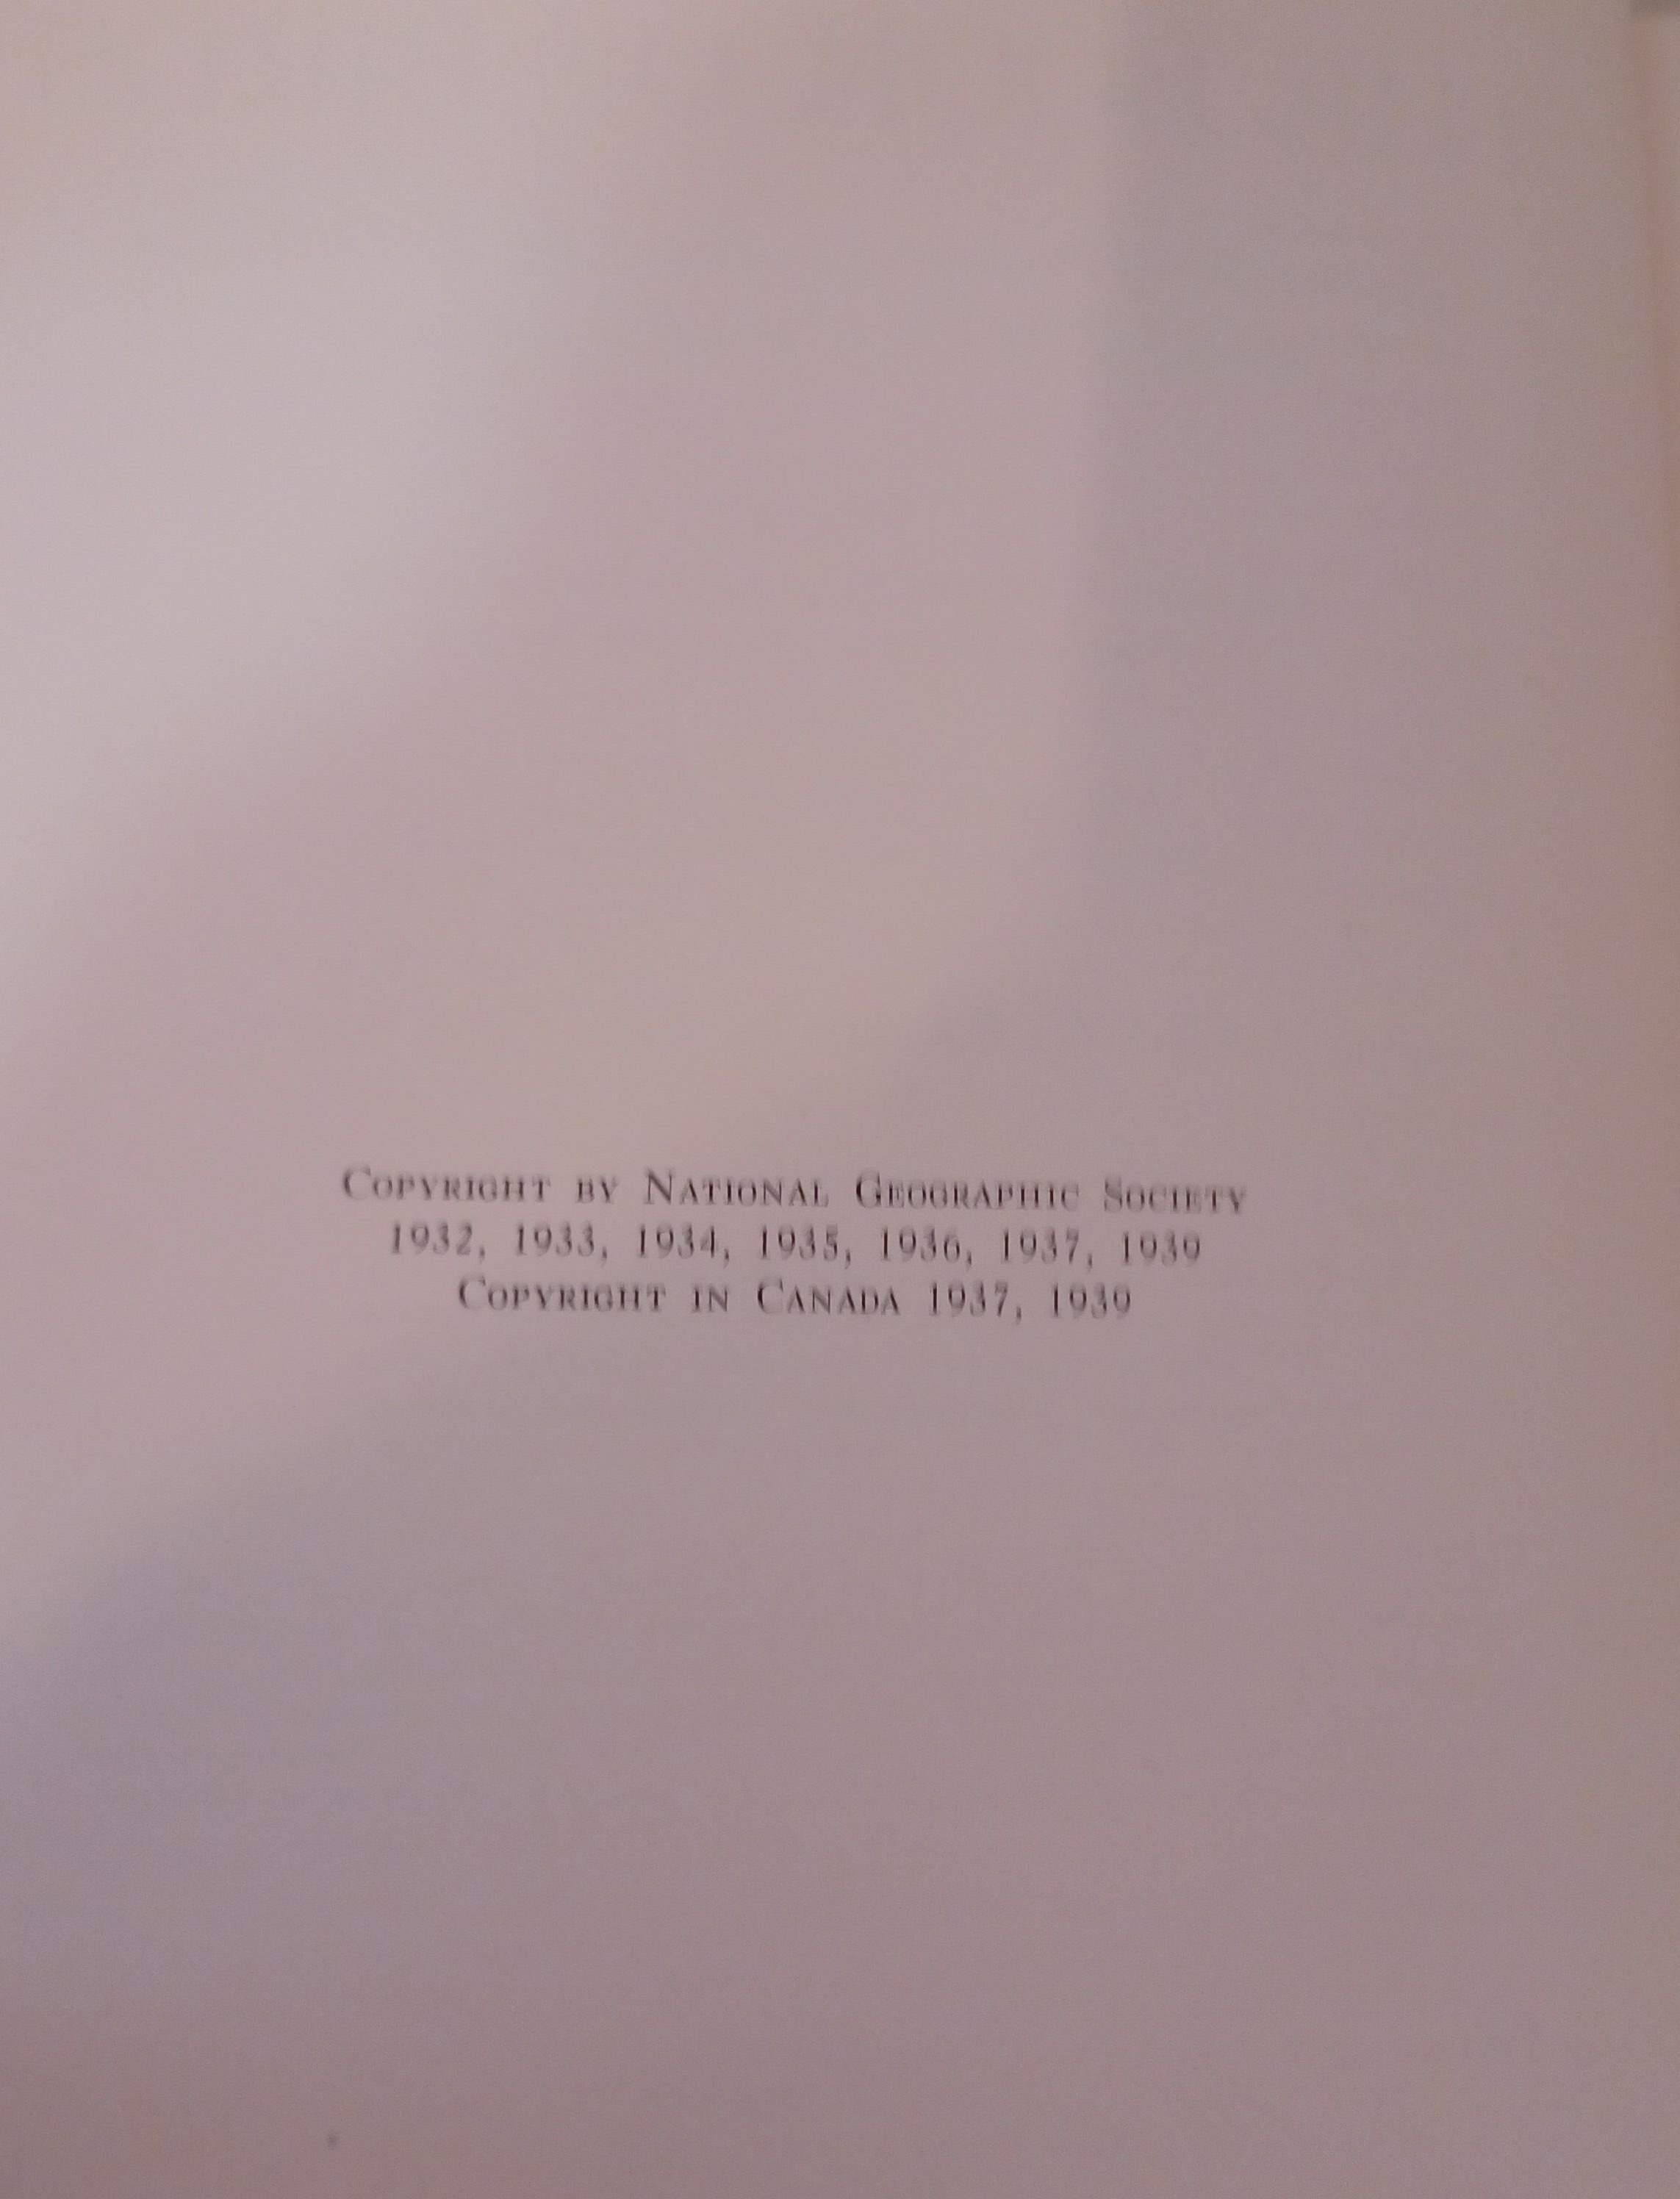 Copyright by National Geographic Society
1932, 1933, 1934, 1935, 1936, 1937, 1939
Copyright in Canada 1937, 1939